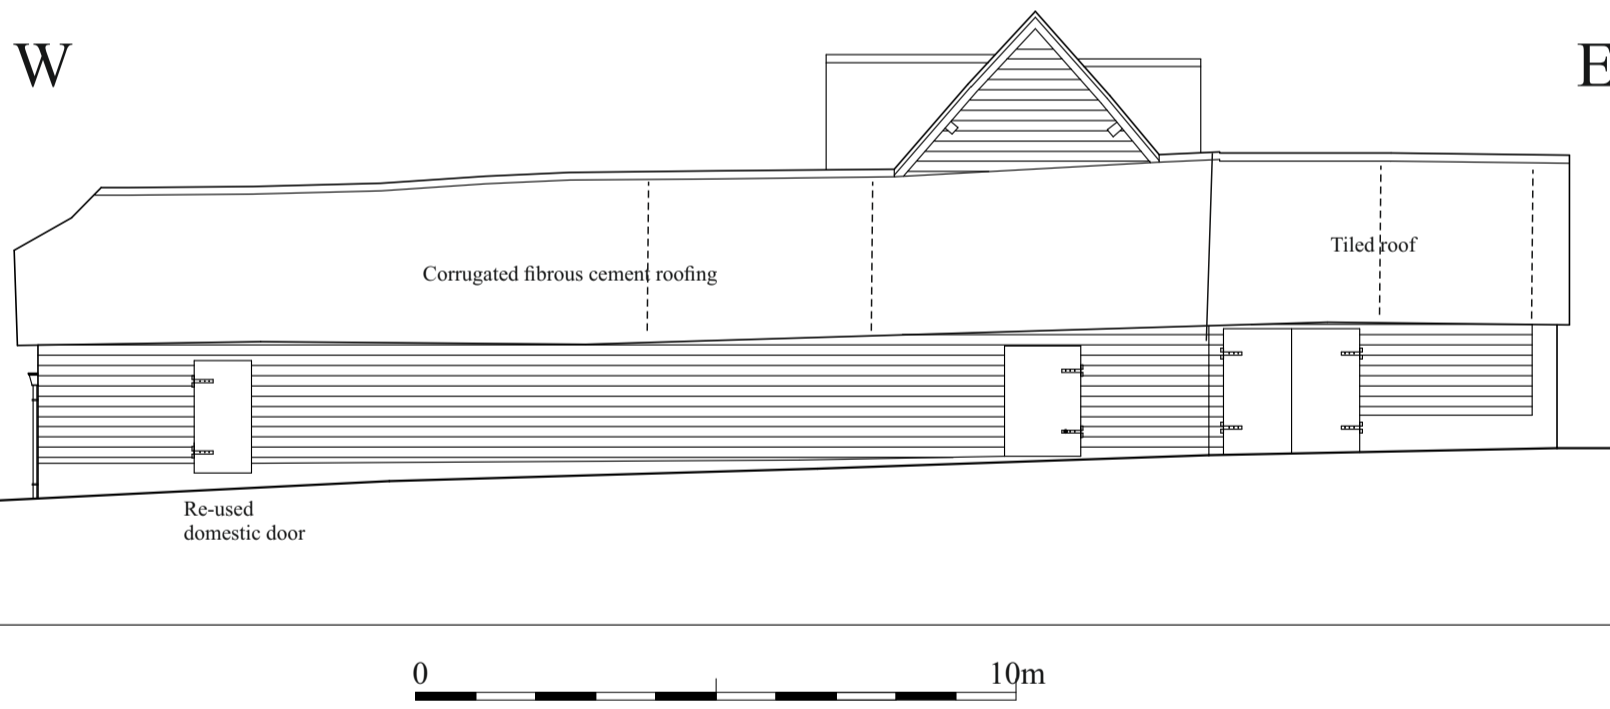 W
E
Tiled roof
Corrugated fibrous cement roofing
Re-used
domestic door
0
10m